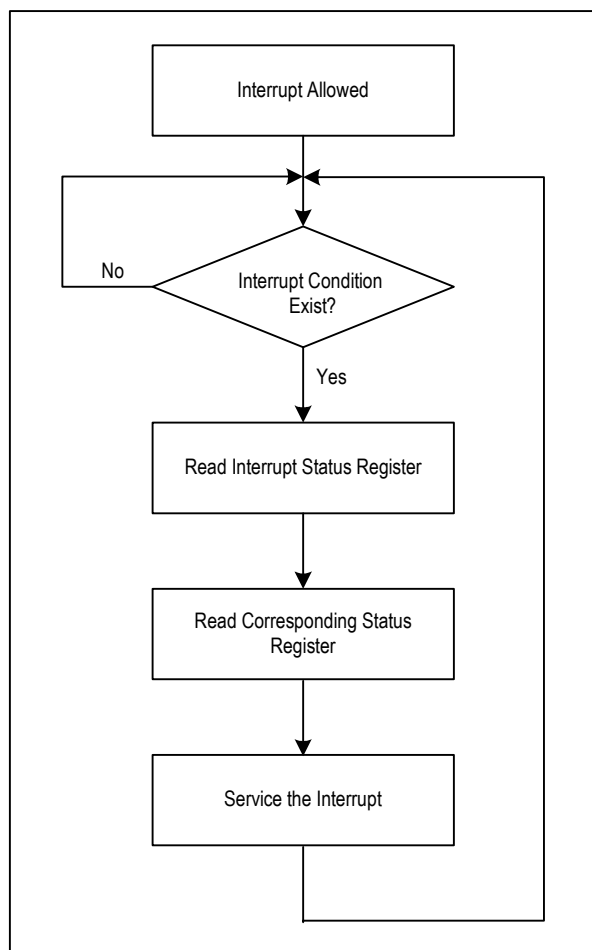 Interrupt Allowed
No
Interrupt Condition
Exist?
Yes
Read Interrupt Status Register
Read Corresponding Status
Register
Service the Interrupt